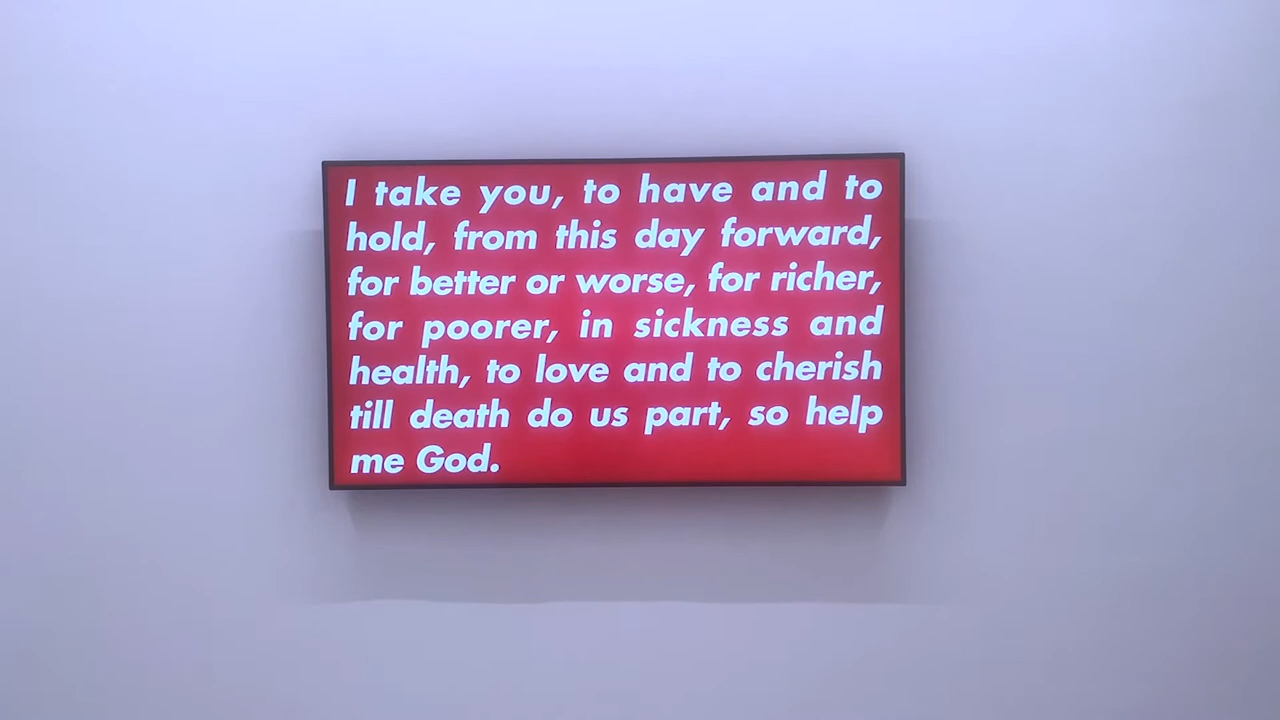 I take you, to have and to
hold, from this day forward,
for better or worse, for richer,
for poorer, in sickness and
health, to love and to cherish
till death do us part, so help
me God.